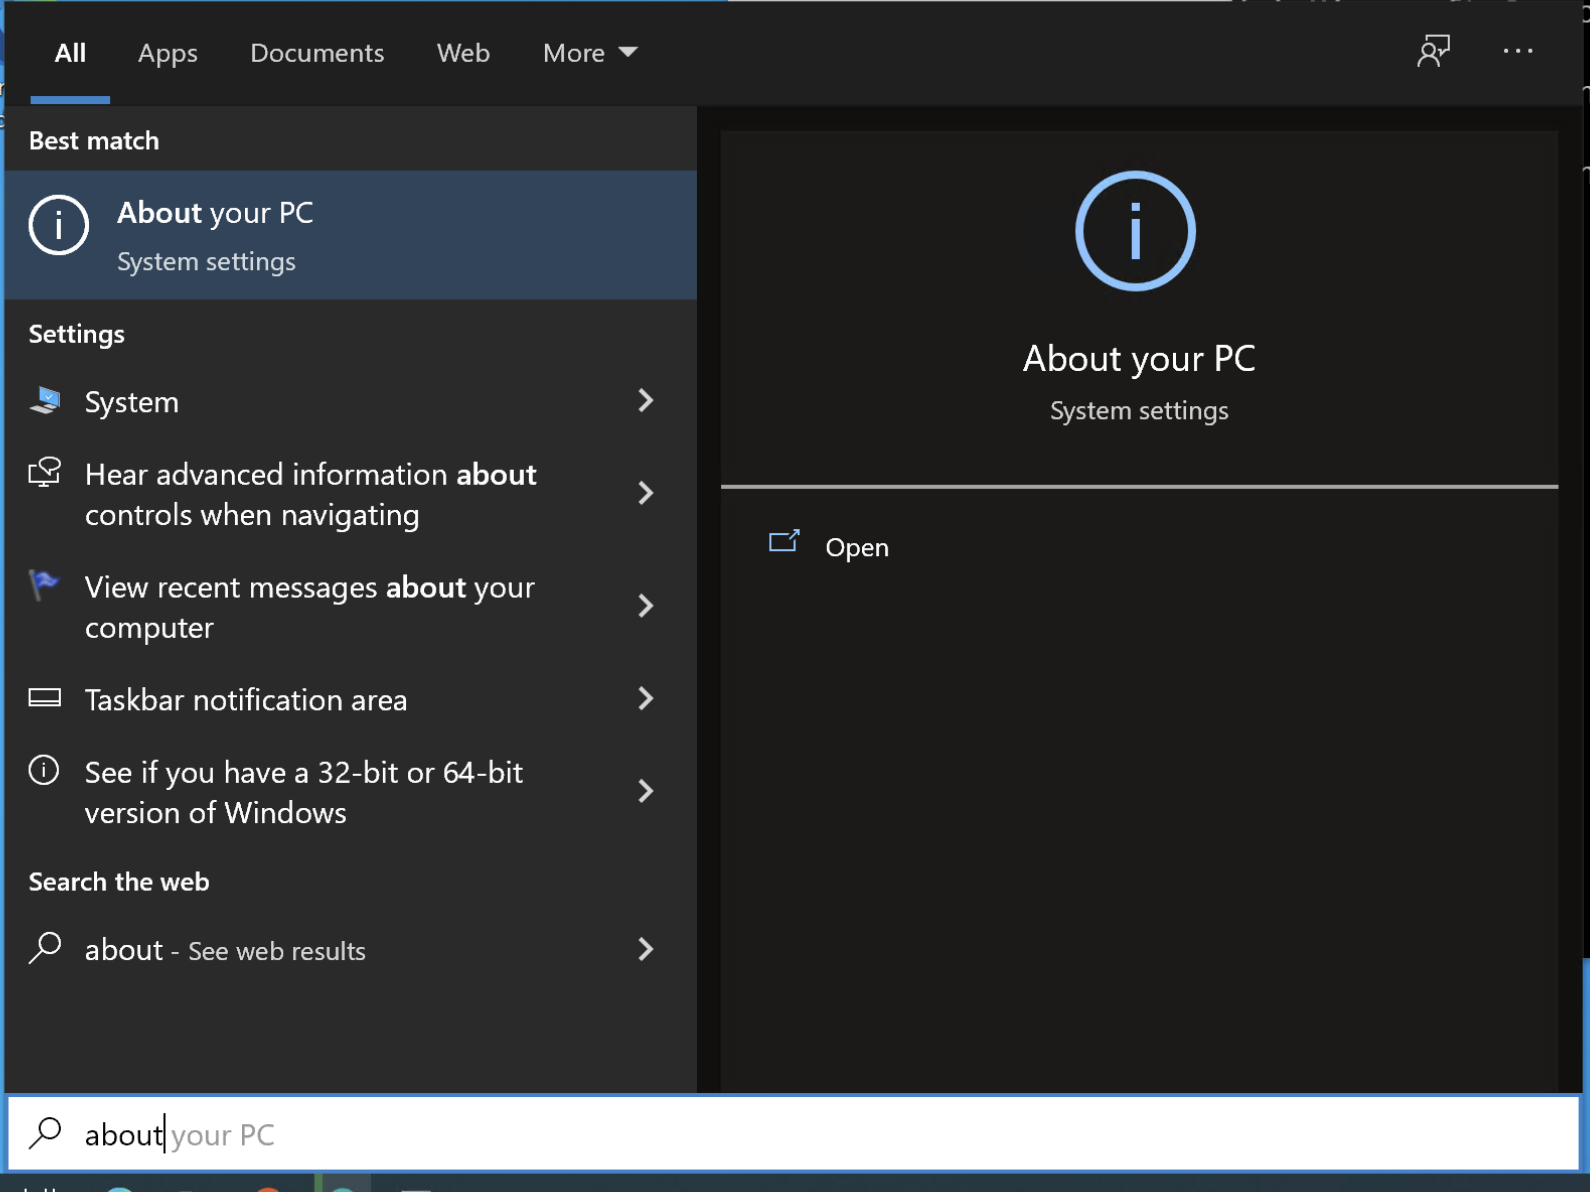 All Apps Documents Web More
Best match
About your PC
System settings
Settings
System
Hear advanced information about
controls when navigating
View recent messages about your
computer
Taskbar notification area
See if you have a 32-bit or 64-bit
version of Windows
Search the web
about - See web results
About your PC
System settings
Open
about your PC